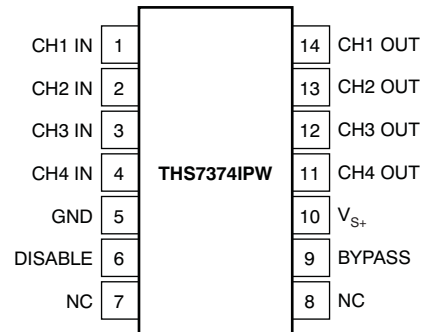 CH1 IN 1 14 CH1 OUT
CH2 IN 2 13 CH2 OUT
CH3 IN 3 12 CH3 OUT
CH4 IN 4 THS7374IPW 11 CH4 OUT
GND 5 10 VS+
DISABLE 6 9 BYPASS
NC 7 8 NC